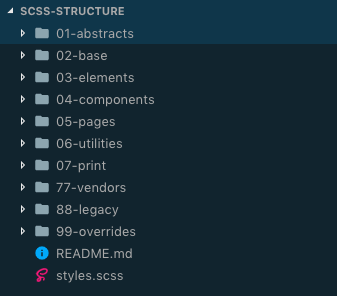 SCSS-STRUCTURE
01-abstracts
02-base
03-elements
04-components
05-pages
06-utilities
07-print
77-vendors
88-legacy
99-overrides
README.md
styles.scss